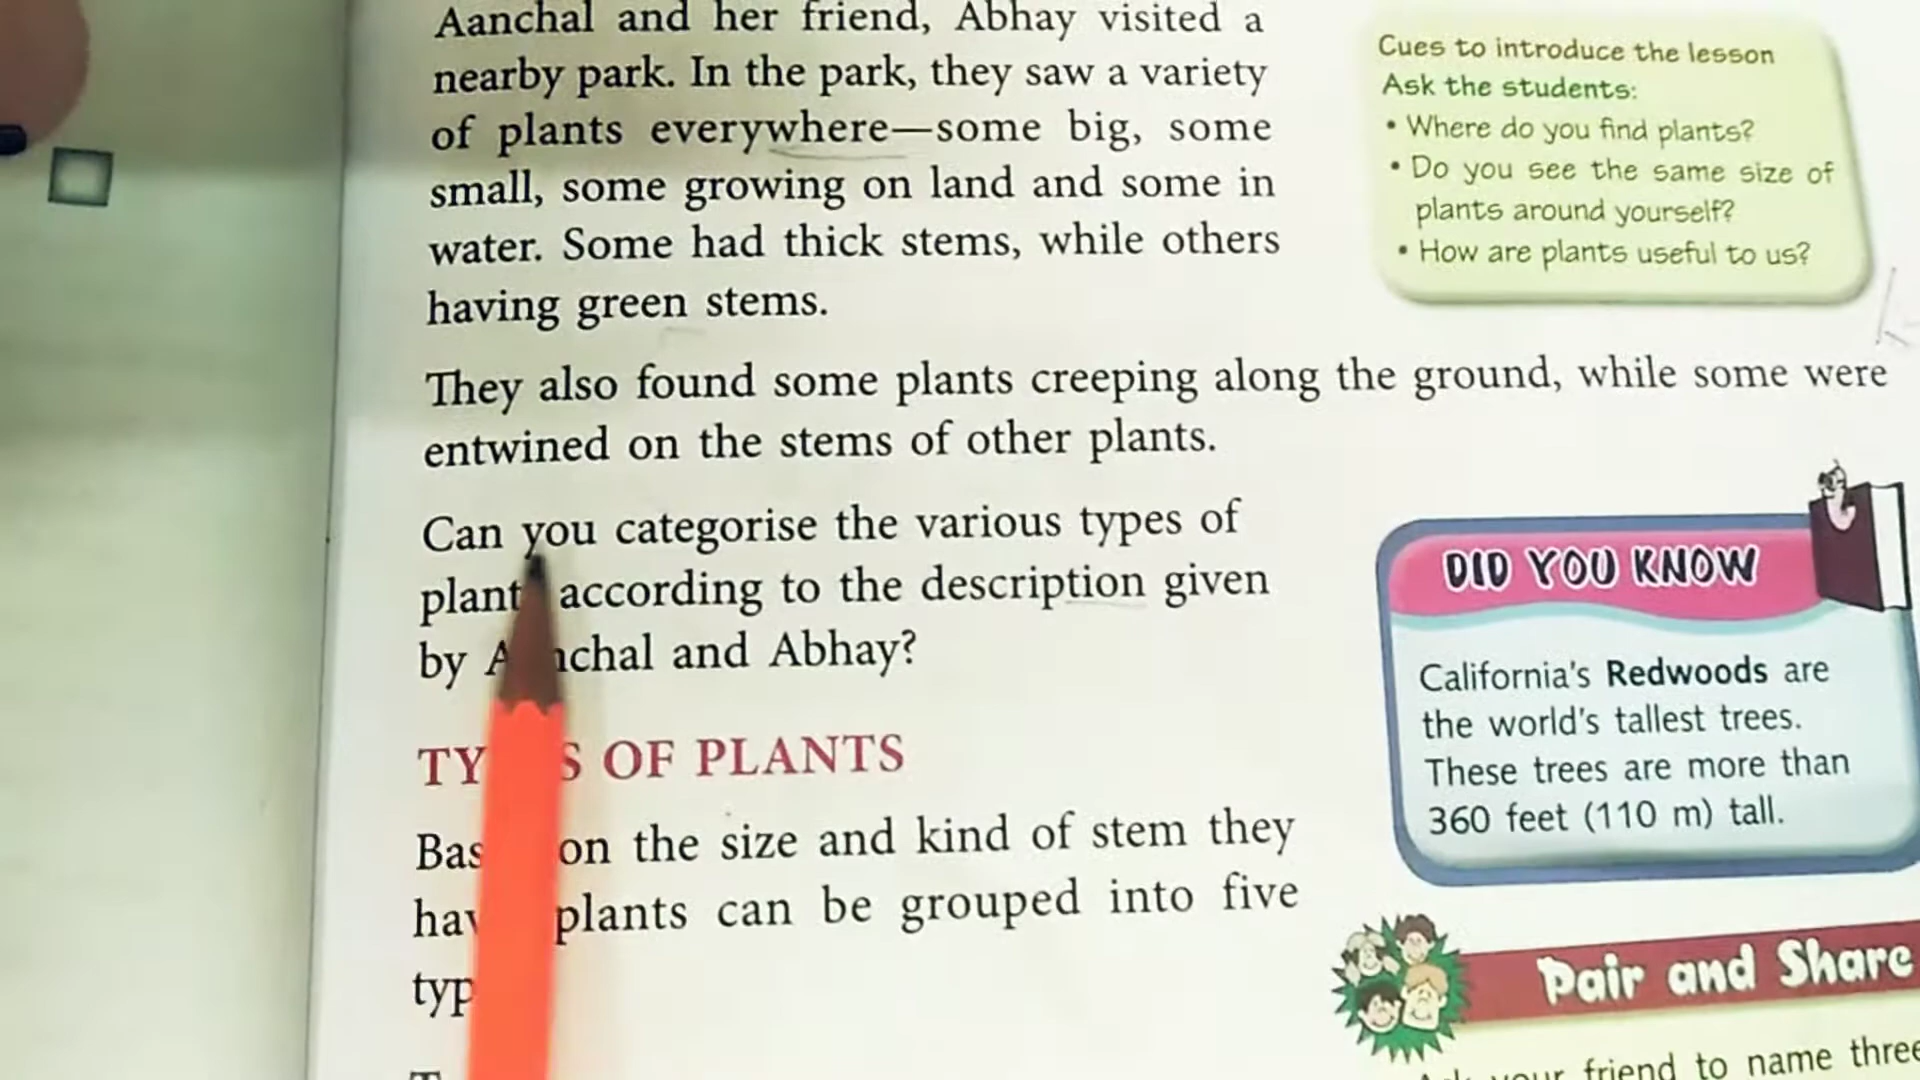 Aanchal and her friend, Abhay visited a
nearby park. In the park, they saw a variety
of plants everywhere—some big, some
small, some growing on land and some in
water. Some had thick stems, while others
having green stems.
They also found some plants creeping along the ground, while some were
entwined on the stems of other plants.
Can you categorise the various types of
according to the description given
by and Abhay?
OF PLANTS
on the size and kind of stem they
plants can be grouped into five
Cues to introduce the lesson
Ask the students:
• Where do you find plants?
• Do you see the same size of
plants around yourself?
• How are plants useful to us?
DID YOU KNOW
California's Redwoods are
the world's tallest trees.
These trees are more than
360 feet (110 m) tall.
Pair and Share
your friend to name three